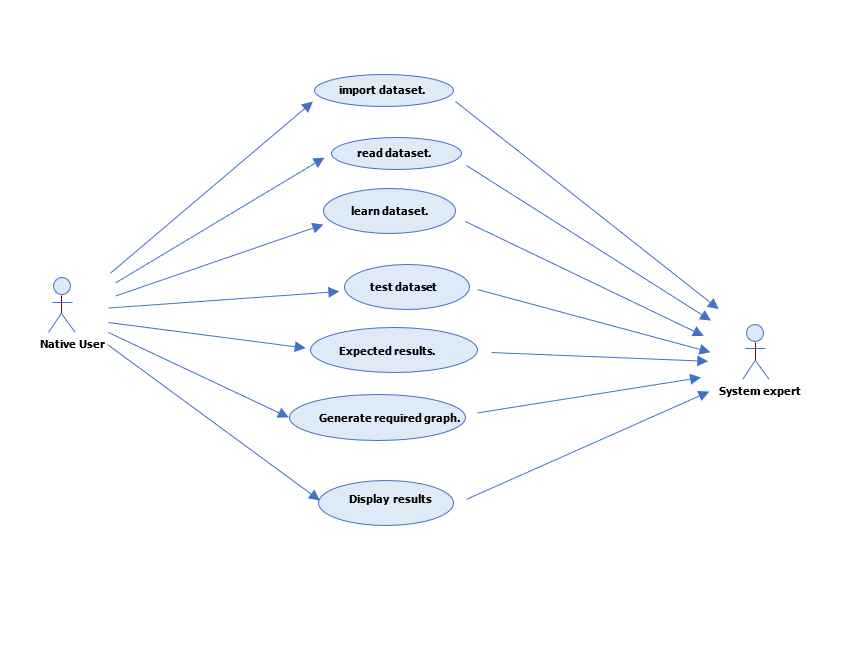 import dataset.
read dataset.
learn dataset.
test dataset
Native User
Expected results.
System expert
Generate required graph.
Display results